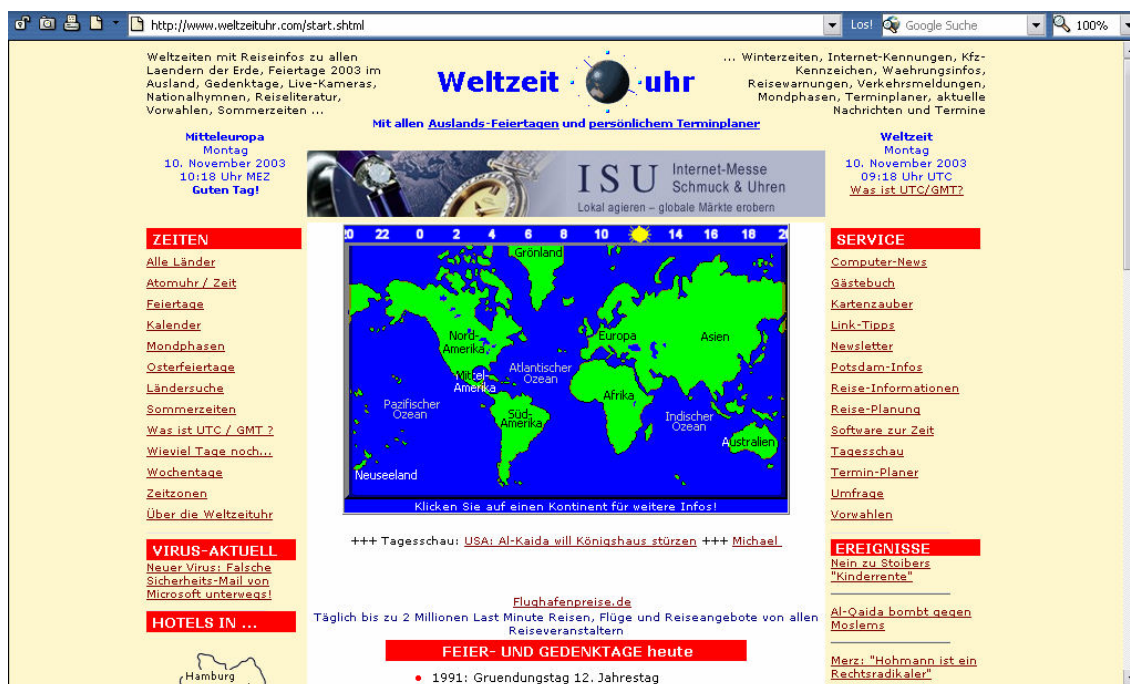 http://www.weltzeituhr.com/start.shtml
Los!
Google Suche
100%
Weltzeiten mit Reiseinfos zu allen
Laendern der Erde, Feiertage 2003 im
Ausland, Gedenktage, Live-Kameras,
Nationalhymnen, Reiseliteratur,
Vorwahlen, Sommerzeiten ...
Weltzeit uhr
... Winterzeiten, Internet-Kennungen, Kfz-
Kennzeichen, Waehrungsinfos,
Reisewarnungen, Verkehrsmeldungen,
Mondphasen, Terminplaner, aktuelle
Nachrichten und Termine
Mit allen Auslands-Feiertagen und persönlichem Terminplaner
Mitteleuropa
Montag
10. November 2003
10:18 Uhr MEZ
Guten Tag!
ISU
Internet-Messe
Schmuck & Uhren
Lokal agieren – globale Märkte erobern
Weltzeit
Montag
10. November 2003
09:18 Uhr UTC
Was ist UTC/GMT?
ZEITEN
Alle Länder
Atomuhr / Zeit
Feiertage
Kalender
Mondphasen
Osterfeiertage
Ländersuche
Sommerzeiten
Was ist UTC / GMT ?
Wieviel Tage noch...
Wochentage
Zeitzonen
Über die Weltzeituhr
VIRUS-AKTUELL
Neuer Virus: Falsche
Sicherheits-Mail von
Microsoft unterwegs!
HOTELS IN ...
Hamburg
20 22 0 2 4 6 8 10 14 16 18 20
Grönland
Nord-
Amerika
Europa
Asien
Atlantischer
Ozean
Mittel-
Amerika
Afrika
Pazifischer
Ozean
Süd-
Amerika
Indischer
Ozean
Australien
Neuseeland
Klicken Sie auf einen Kontinent für weitere Infos!
+++ Tagesschau: USA: Al-Kaida will Königshaus stürzen +++ Michael
Flughafenpreise.de
Täglich bis zu 2 Millionen Last Minute Reisen, Flüge und Reiseangebote von allen
Reiseveranstaltern
FEIER- UND GEDENKTAGE heute
1991: Gruendungstag 12. Jahrestag
SERVICE
Computer-News
Gästebuch
Kartenzauber
Link-Tipps
Newsletter
Potsdam-Infos
Reise-Informationen
Reise-Planung
Software zur Zeit
Tagesschau
Termin-Planer
Umfrage
Vorwahlen
EREIGNISSE
Nein zu Stoibers
"Kinderrente"
Al-Qaida bombt gegen
Moslems
Merz: "Hohmann ist ein
Rechtsradikaler"